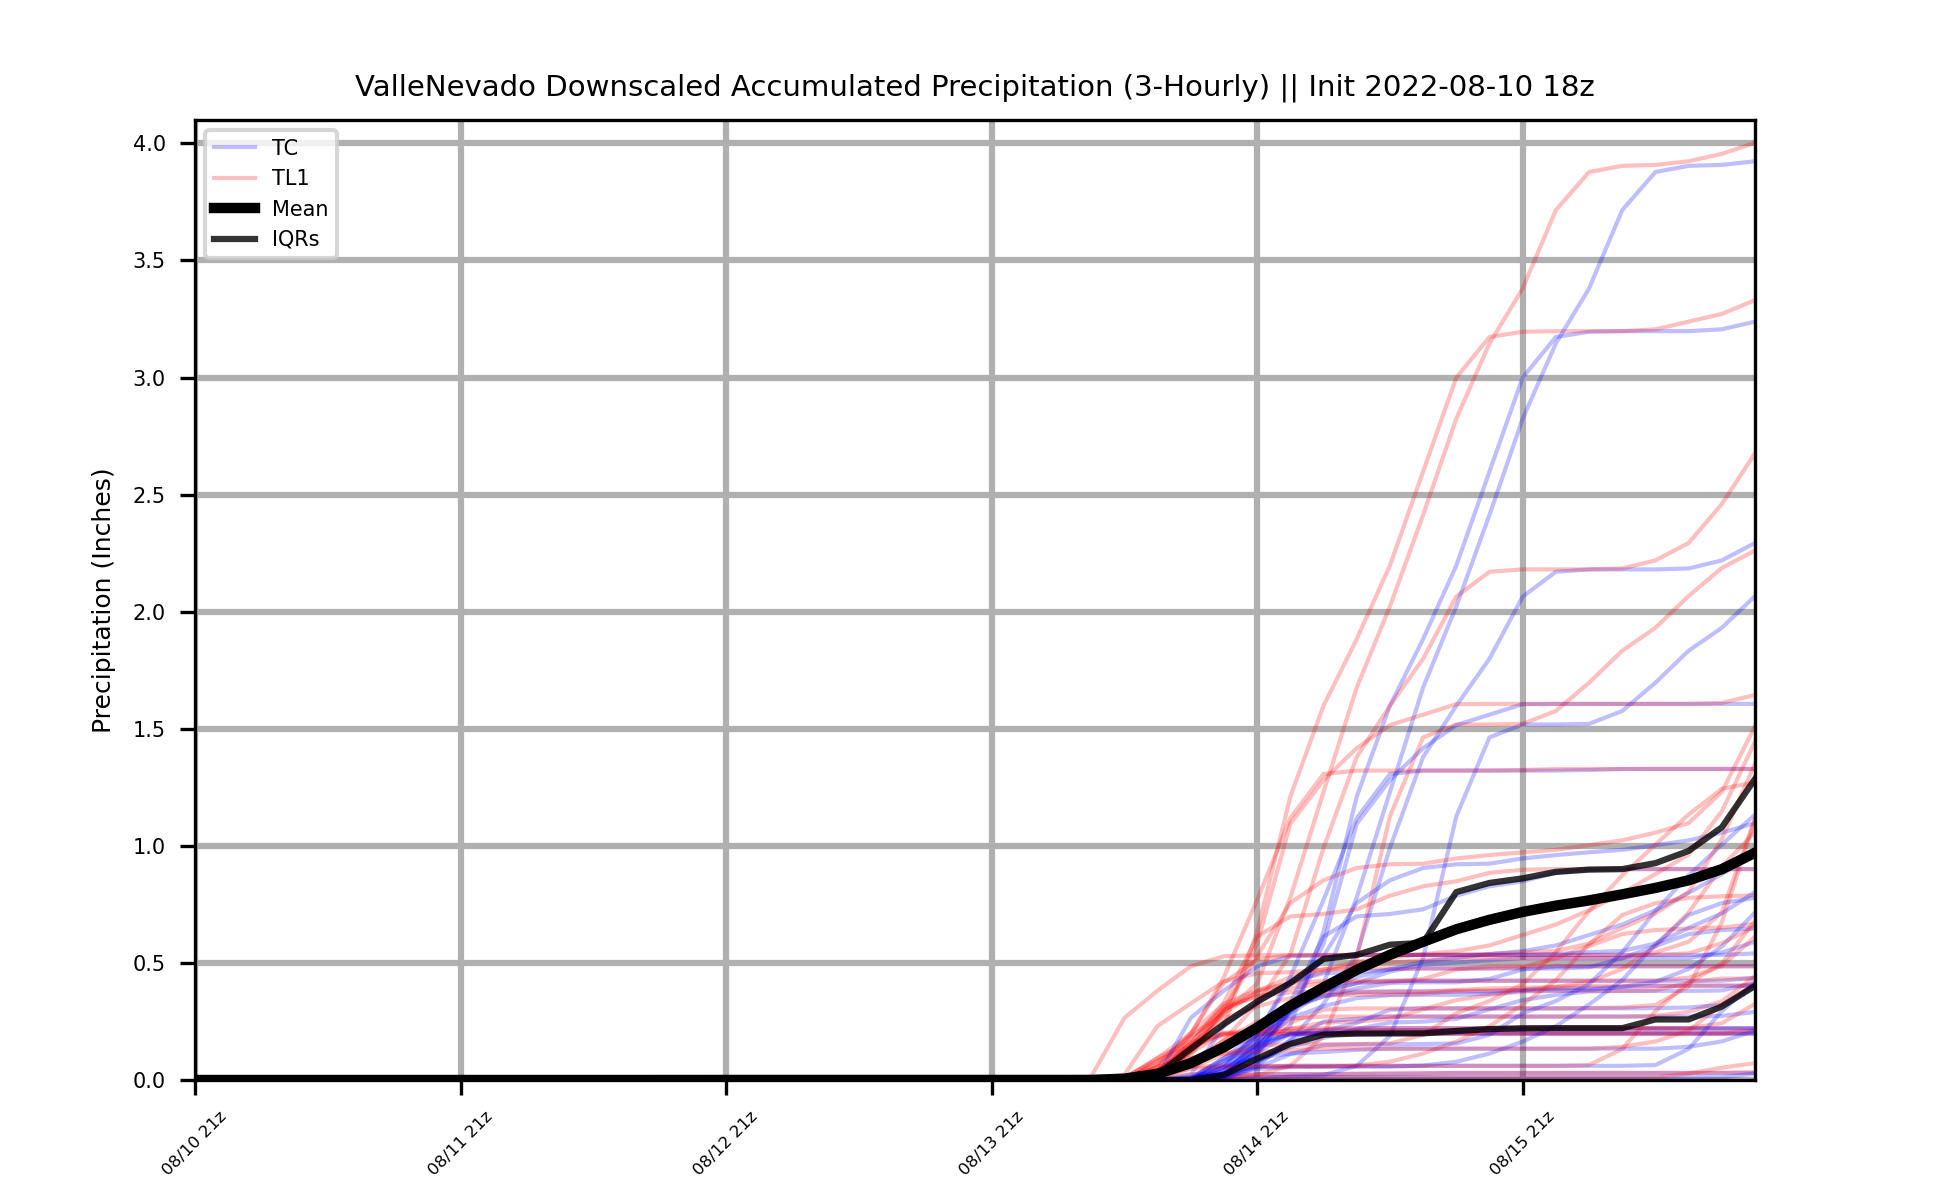 ValleNevado Downscaled Accumulated Precipitation (3-Hourly) || Init 2022-08-10 18z
TC
TL1
Mean
IQRs
Precipitation (Inches)
4.0
3.5
3.0
2.5
2.0
1.5
1.0
0.5
0.0
08/10 21z
08/11 21z
08/12 21z
08/13 21z
08/14 21z
08/15 21z